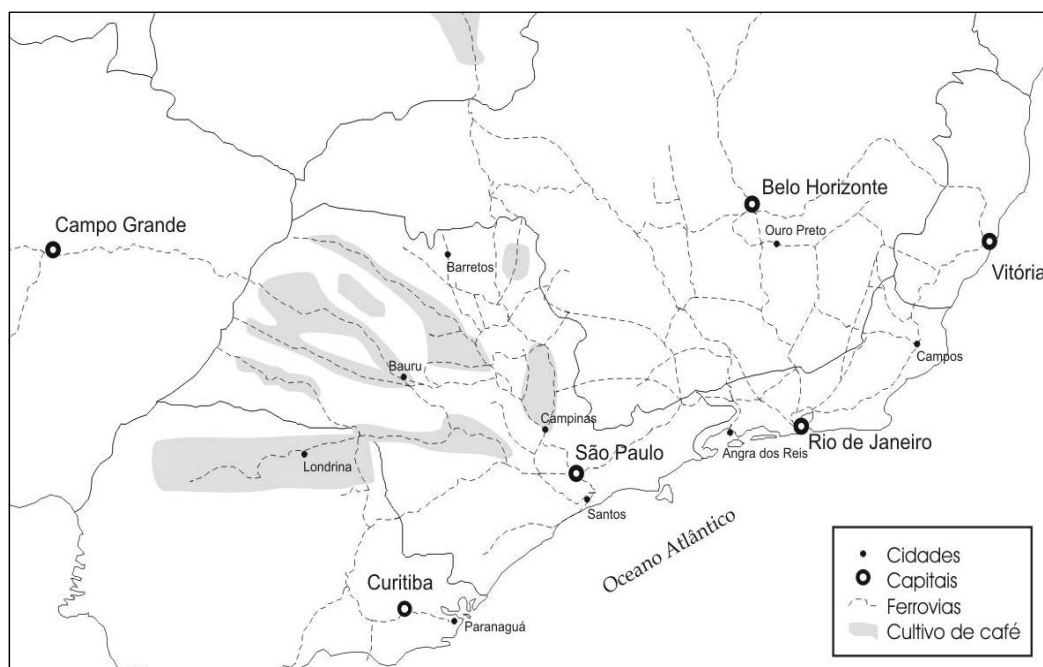 Belo Horizonte
Campo Grande
Ouro Preto
Barretos
Vitória
Bauru
Campos
Campinas
Rio de Janeiro
Angra dos Reis
São Paulo
Londrina
Santos
Oceano Atlântico
Curitiba
Paranaguá
Cidades
Capitais
Ferrovias
Cultivo de café